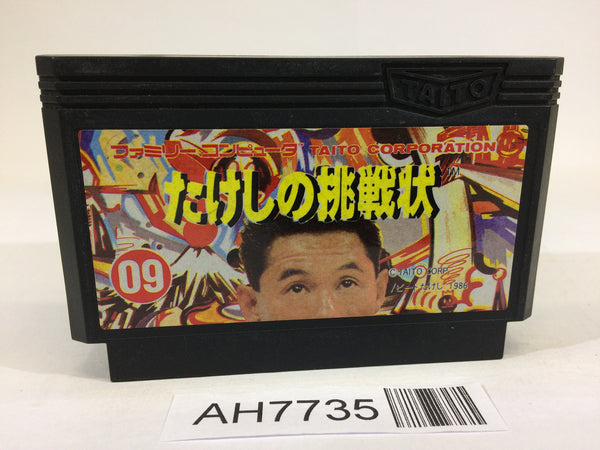 TAITO
ファミリーコンピュータ TAITO CORPORATION
たけしの挑戦状
TM
09
© TAITO CORP.
/ビートたけし 1986
AH7735